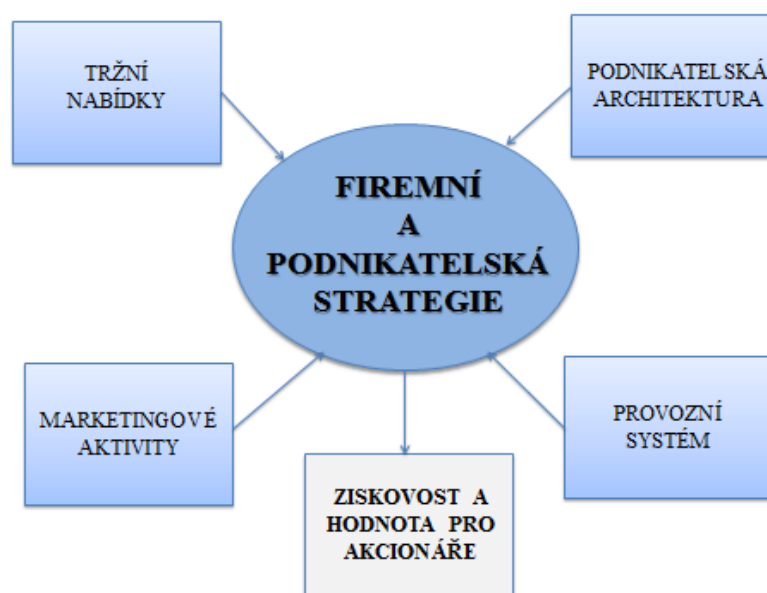 TRŽNÍ
NABÍDKY
PODNIKATELSKÁ
ARCHITEKTURA
FIREMNÍ
A
PODNIKATELSKÁ
STRATEGIE
MARKETINGOVÉ
AKTIVITY
PROVOZNÍ
SYSTÉM
ZISKOVOST A
HODNOTA PRO
AKCIONÁŘE